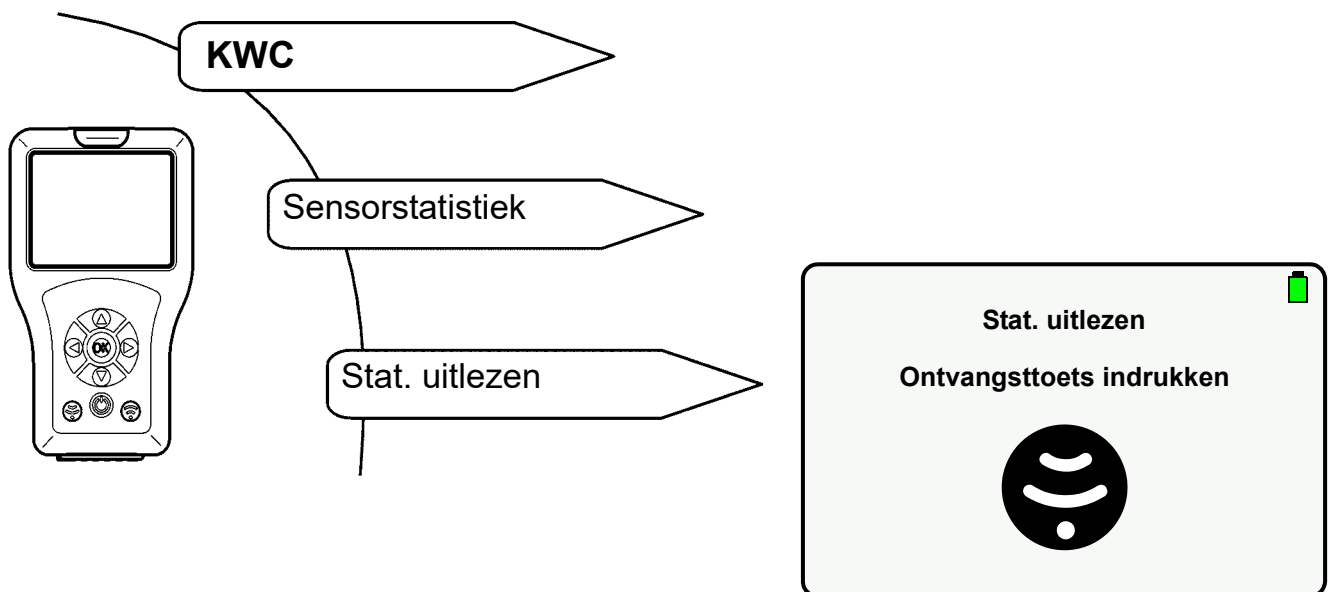 KWC
Sensorstatistiek
Stat. uitlezen
OK
Stat. uitlezen
Ontvangsttoets indrukken